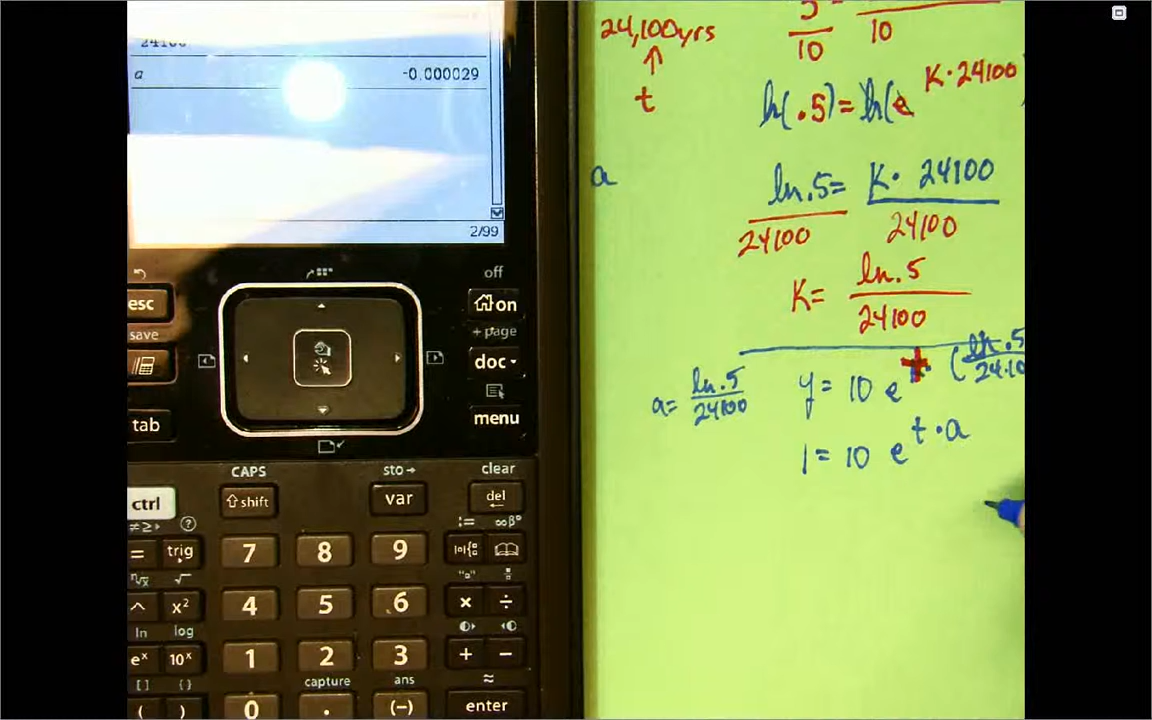 24100
a -0.000029
2/99
off
esc
on
save
+ page
doc
tab
menu
CAPS
sto→
clear
ctrl
⇧shift
var
del
≠≥▸
:=
∞β°
=
trig
7
8
9
|□|{
ⁿ√x
√
"□"
^
x²
4
5
6
×
÷
ln
log
eˣ
10ˣ
1
2
3
+
−
[ ]
{ }
capture
ans
≈
(
)
0
.
(−)
enter
24,100yrs
↑
t
5
10
10
ln(.5)=ln(e^K·24100)
a
ln.5= K· 24100
24100 24100
K= ln.5
24100
a= ln.5
24100
y= 10 e^t· (ln.5
24100
1= 10 e^t·a